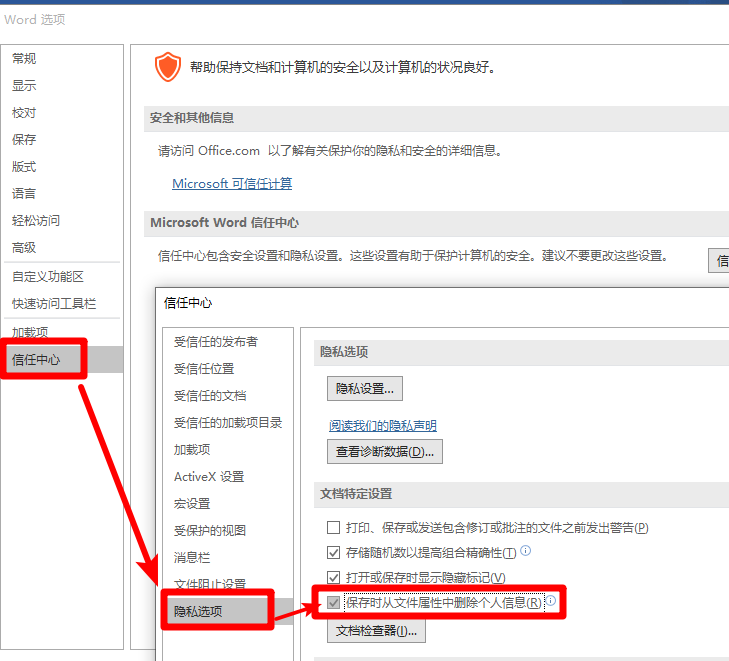 Word 选项
常规
显示
校对
保存
版式
语言
轻松访问
高级
自定义功能区
快速访问工具栏
加载项
信任中心
帮助保持文档和计算机的安全以及计算机的状况良好。
安全和其他信息
请访问 Office.com 以了解有关保护你的隐私和安全的详细信息。
Microsoft 可信任计算
Microsoft Word 信任中心
信任中心包含安全设置和隐私设置。这些设置有助于保护计算机的安全。建议不要更改这些设置。
信
信任中心
受信任的发布者
受信任位置
受信任的文档
受信任的加载项目录
加载项
ActiveX 设置
宏设置
受保护的视图
消息栏
文件阻止设置
隐私选项
隐私选项
隐私设置...
阅读我们的隐私声明
查看诊断数据(D)...
文档特定设置
打印、保存或发送包含修订或批注的文件之前发出警告(P)
存储随机数以提高组合精确性(T)
打开或保存时显示隐藏标记(V)
保存时从文件属性中删除个人信息(R)
文档检查器(I)...